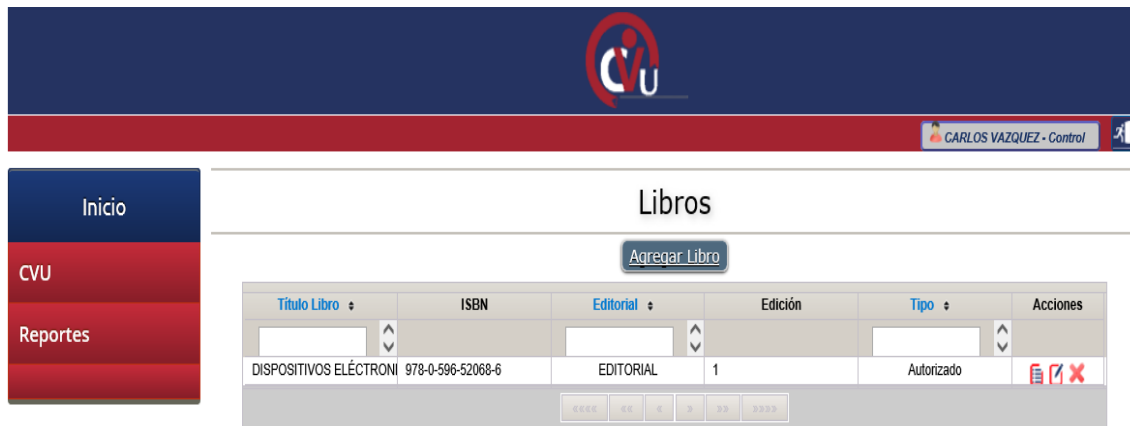 CVU
CARLOS VAZQUEZ - Control
Inicio
CVU
Reportes
Libros
Agregar Libro
Título Libro ISBN Editorial Edición Tipo Acciones
DISPOSITIVOS ELÉCTRONI 978-0-596-52068-6 EDITORIAL 1 Autorizado
«««« «« « » »» »»»»